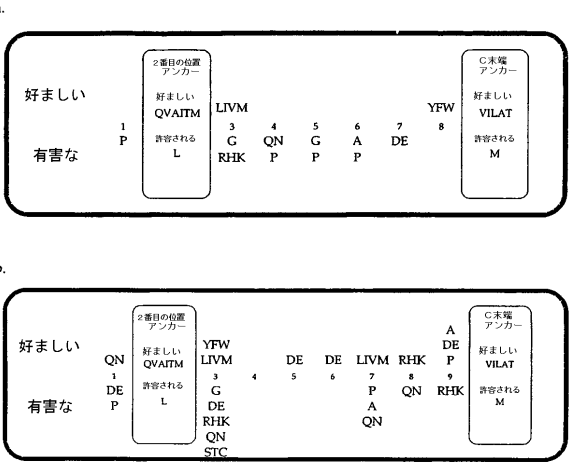 a.
2番目の位置 C末端
アンカー アンカー
好ましい 好ましい 好ましい
QVAITM LIVM YFW VILAT
1 3 4 5 6 7 8
P 許容される G QN G A DE 許容される
有害な L RHK P P P M
2番目の位置 C末端
アンカー A アンカー
好ましい YFW DE
QN 好ましい LIVM DE DE LIVM RHK P 好ましい
QVAITM VILAT
1 3 4 5 6 7 8 9
DE 許容される G P QN RHK 許容される
有害な P L DE A M
RHK QN
QN
STC